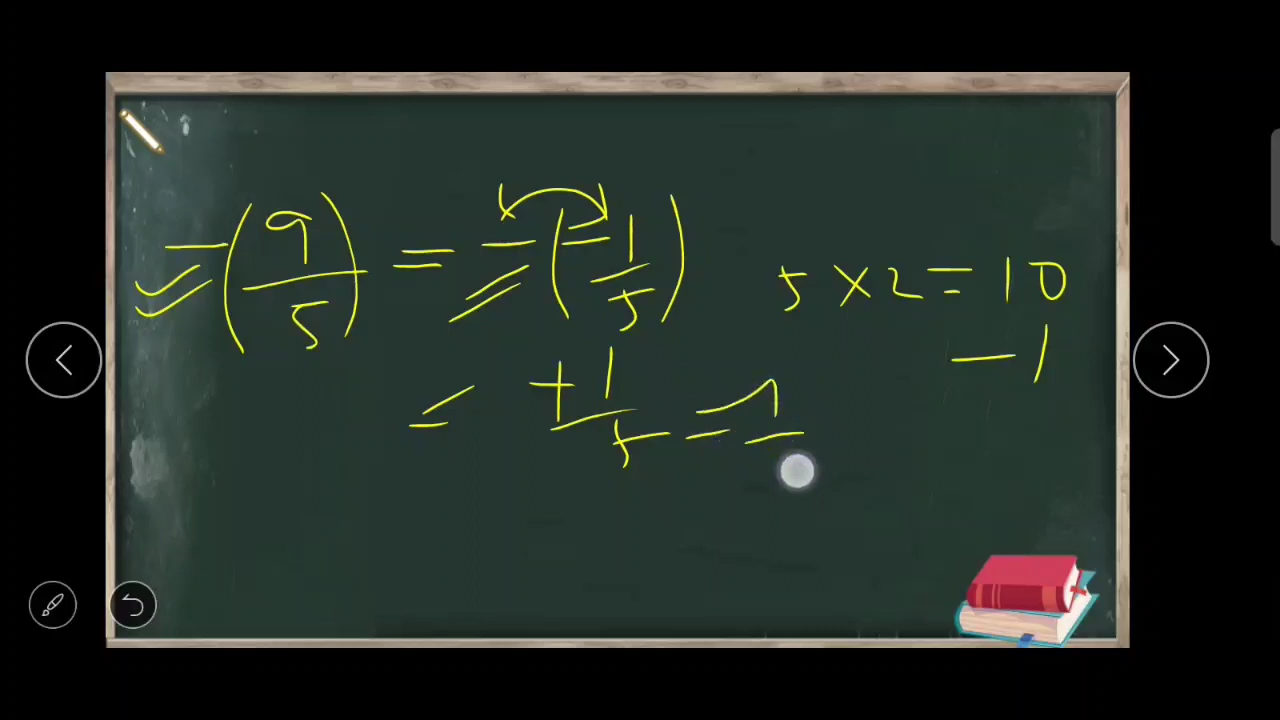 -(9/5) = -(-1/5)
5 × 2 = 10
-1
= +1/5 = 1